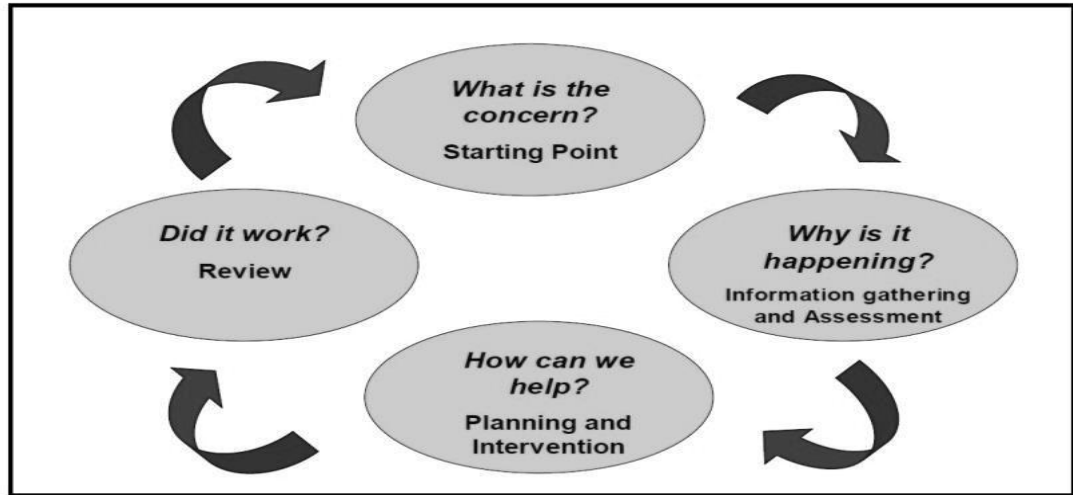 What is the
concern?
Starting Point
Why is it
happening?
Information gathering
and Assessment
How can we
help?
Planning and
Intervention
Did it work?
Review